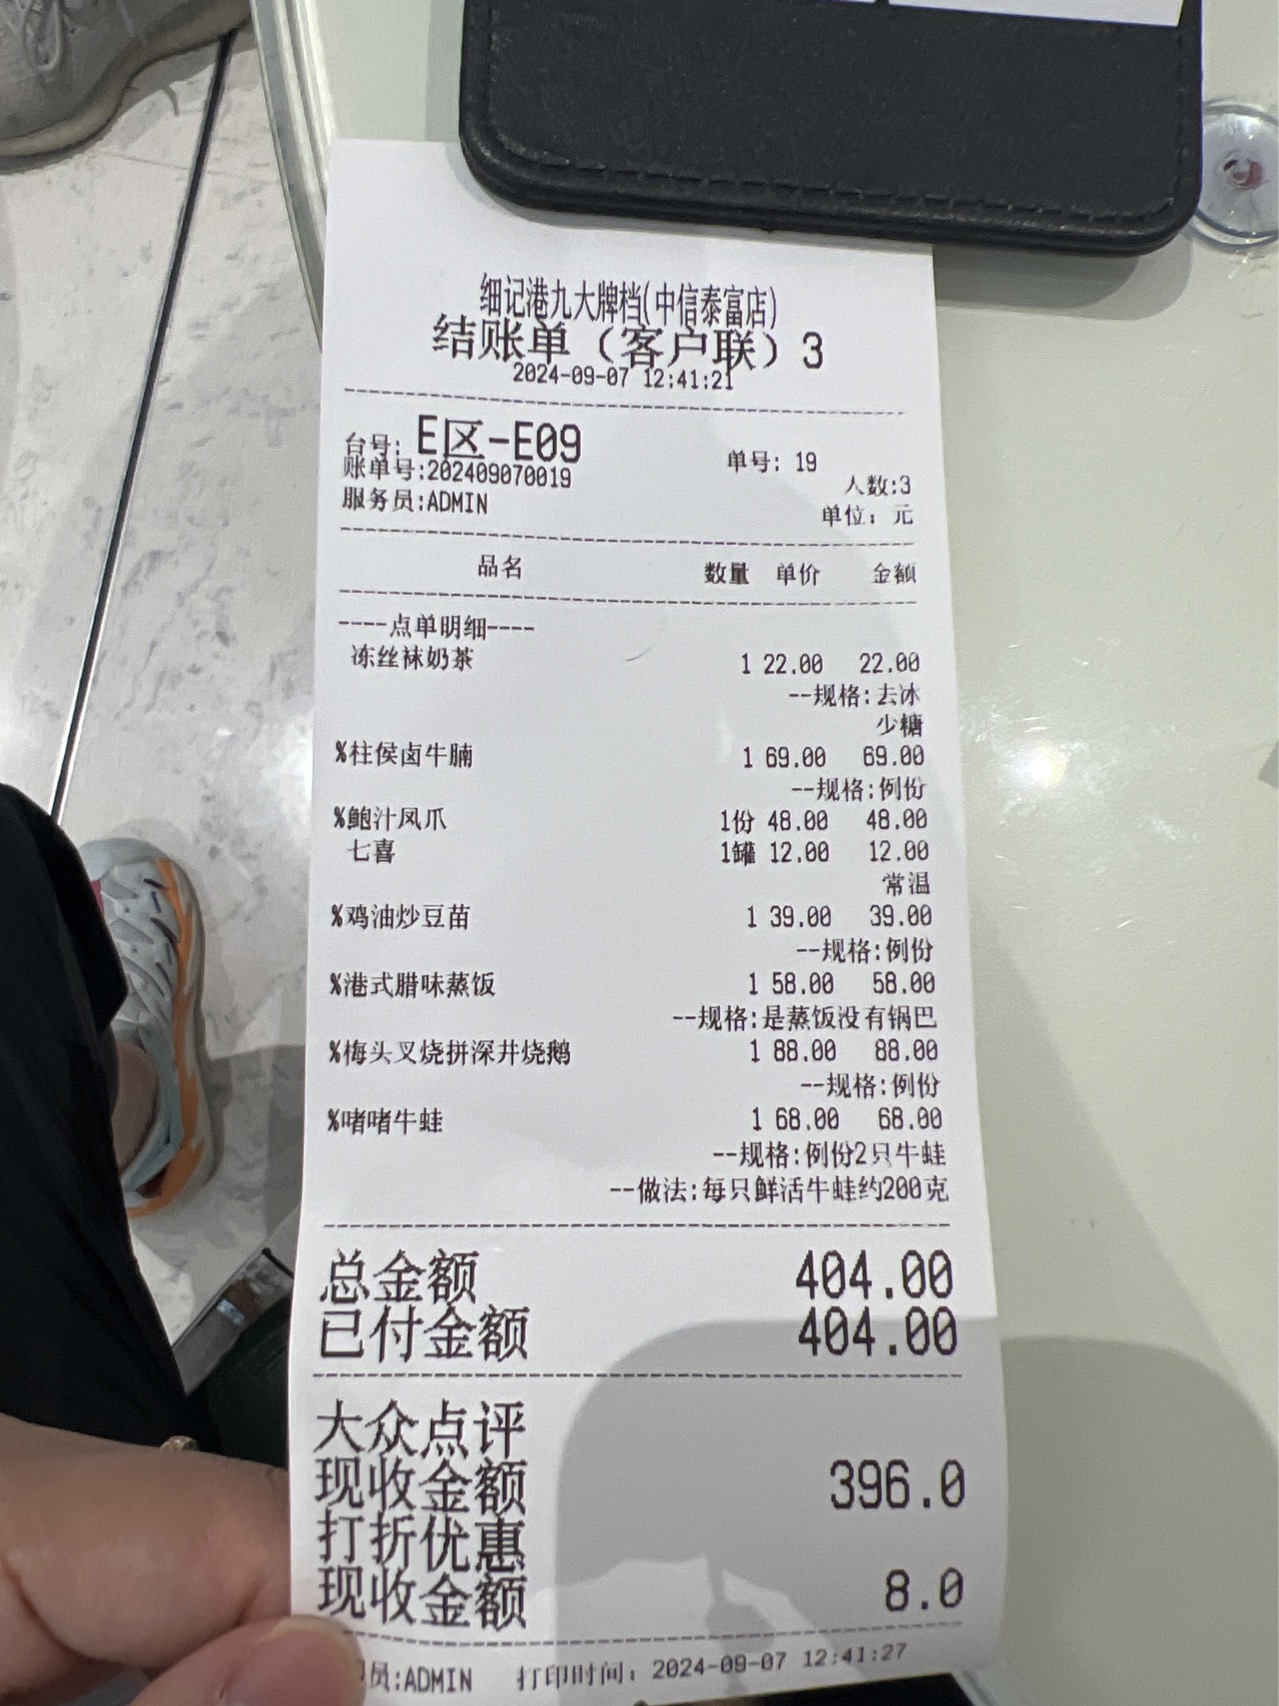 细记港九大牌档(中信泰富店)
结账单（客户联）3
2024-09-07 12:41:21
台号: E区-E09 单号: 19
账单号:202409070019 人数:3
服务员:ADMIN 单位：元
品名 数量 单价 金额
----点单明细----
冻丝袜奶茶 1 22.00 22.00
--规格:去冰
少糖
%柱侯卤牛腩 1 69.00 69.00
--规格:例份
%鲍汁凤爪 1份 48.00 48.00
七喜 1罐 12.00 12.00
常温
%鸡油炒豆苗 1 39.00 39.00
--规格:例份
%港式腊味蒸饭 1 58.00 58.00
--规格:是蒸饭没有锅巴
%梅头叉烧拼深井烧鹅 1 88.00 88.00
--规格:例份
%啫啫牛蛙 1 68.00 68.00
--规格:例份2只牛蛙
--做法:每只鲜活牛蛙约200克
总金额 404.00
已付金额 404.00
大众点评
现收金额 396.0
打折优惠
现收金额 8.0
员:ADMIN 打印时间：2024-09-07 12:41:27